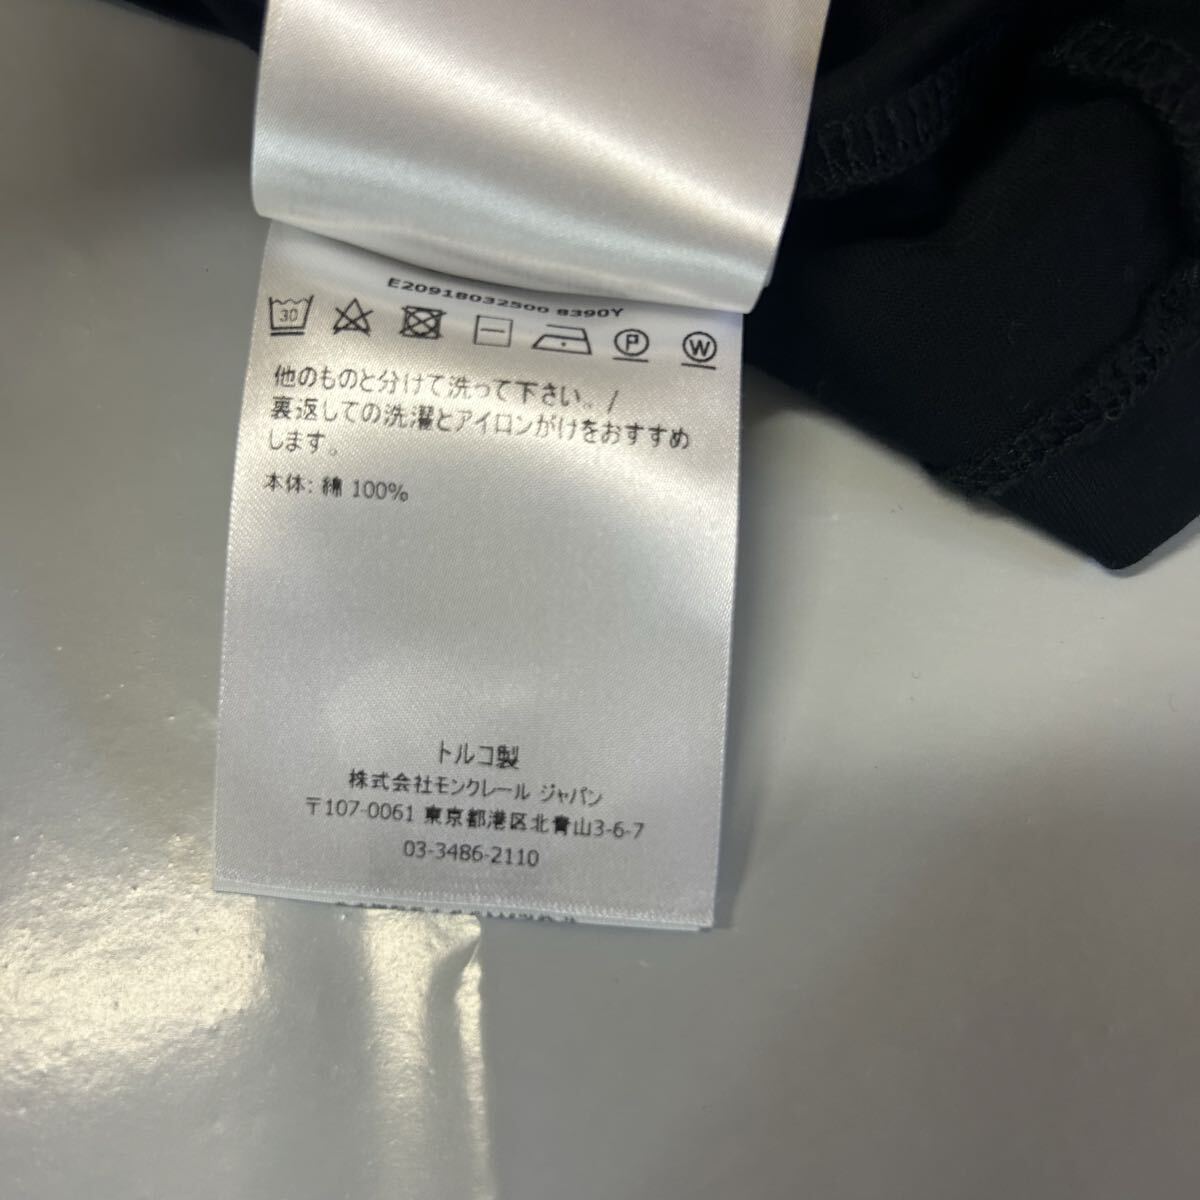 E20918032500 8390Y
30 P W
他のものと分けて洗って下さい。/
裏返しての洗濯とアイロンがけをおすすめ
します。
本体: 綿 100%
トルコ製
株式会社モンクレール ジャパン
〒107-0061 東京都港区北青山3-6-7
03-3486-2110